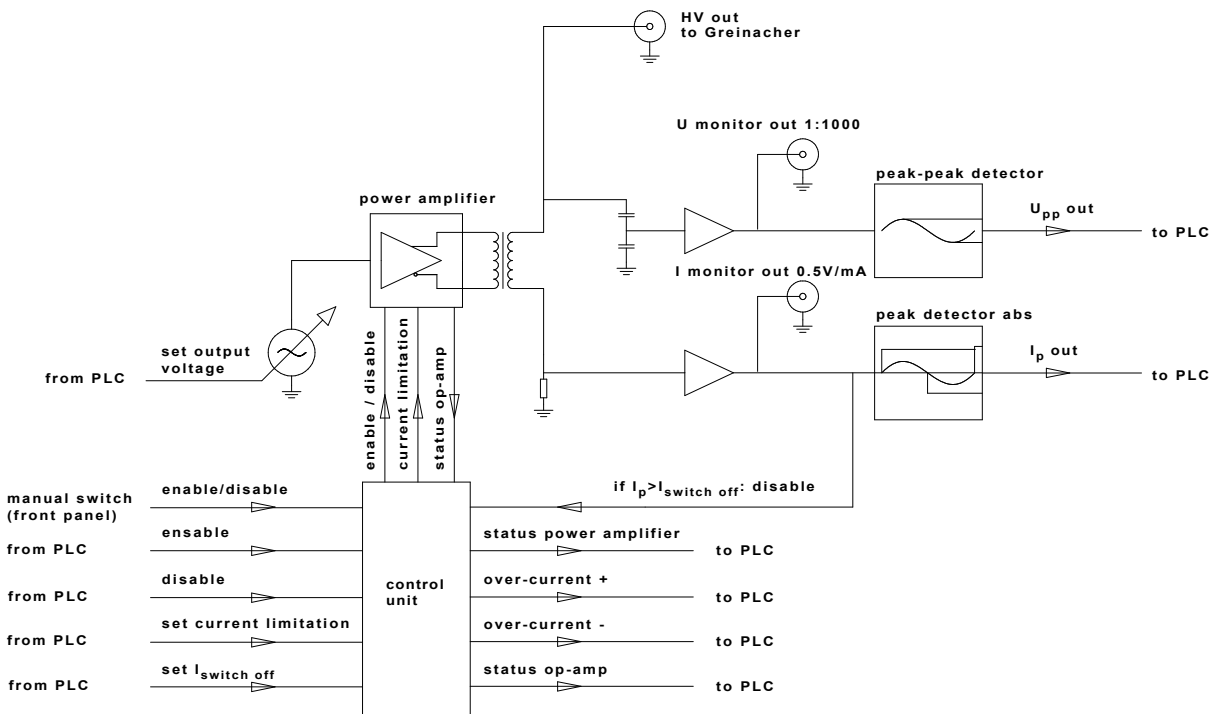 HV out
to Greinacher
U monitor out 1:1000
peak-peak detector
power amplifier
Upp out
to PLC
I monitor out 0.5V/mA
peak detector abs
set output
voltage
from PLC
Ip out
to PLC
enable / disable
current limitation
status op-amp
manual switch
(front panel)
enable/disable
if Ip>Iswitch off: disable
from PLC
ensable
status power amplifier
to PLC
from PLC
disable
control
unit
over-current +
to PLC
from PLC
set current limitation
over-current -
to PLC
from PLC
set Iswitch off
status op-amp
to PLC